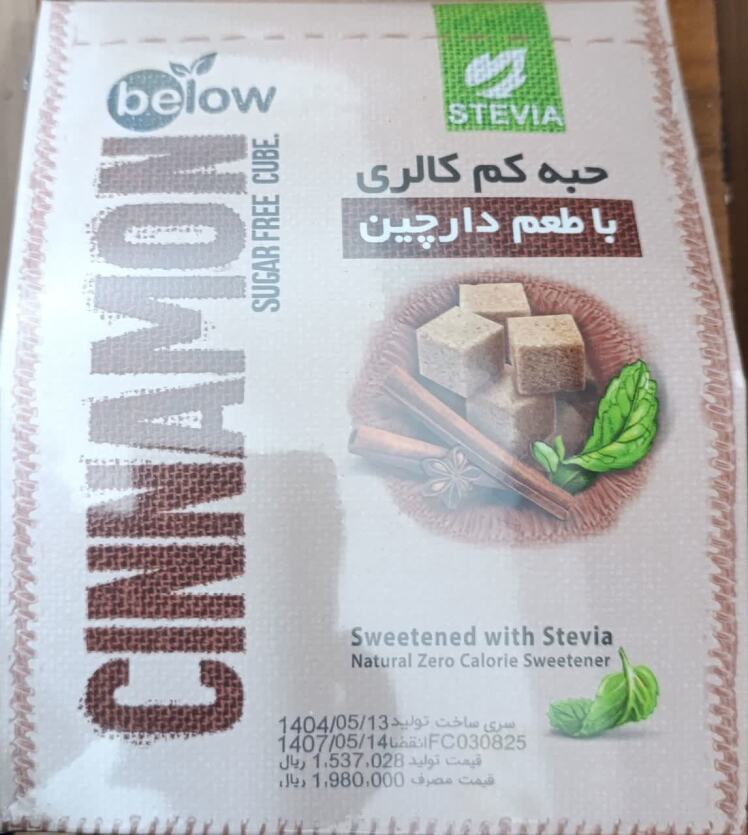 below
STEVIA
CINNAMON
SUGAR FREE CUBE.
حبه کم کالری
با طعم دارچین
Sweetened with Stevia
Natural Zero Calorie Sweetener
سری ساخت تولید 1404/05/13
FC030825 انقضا 1407/05/14
قیمت تولید 1,537,028 ریال
قیمت مصرف 1,980,000 ریال